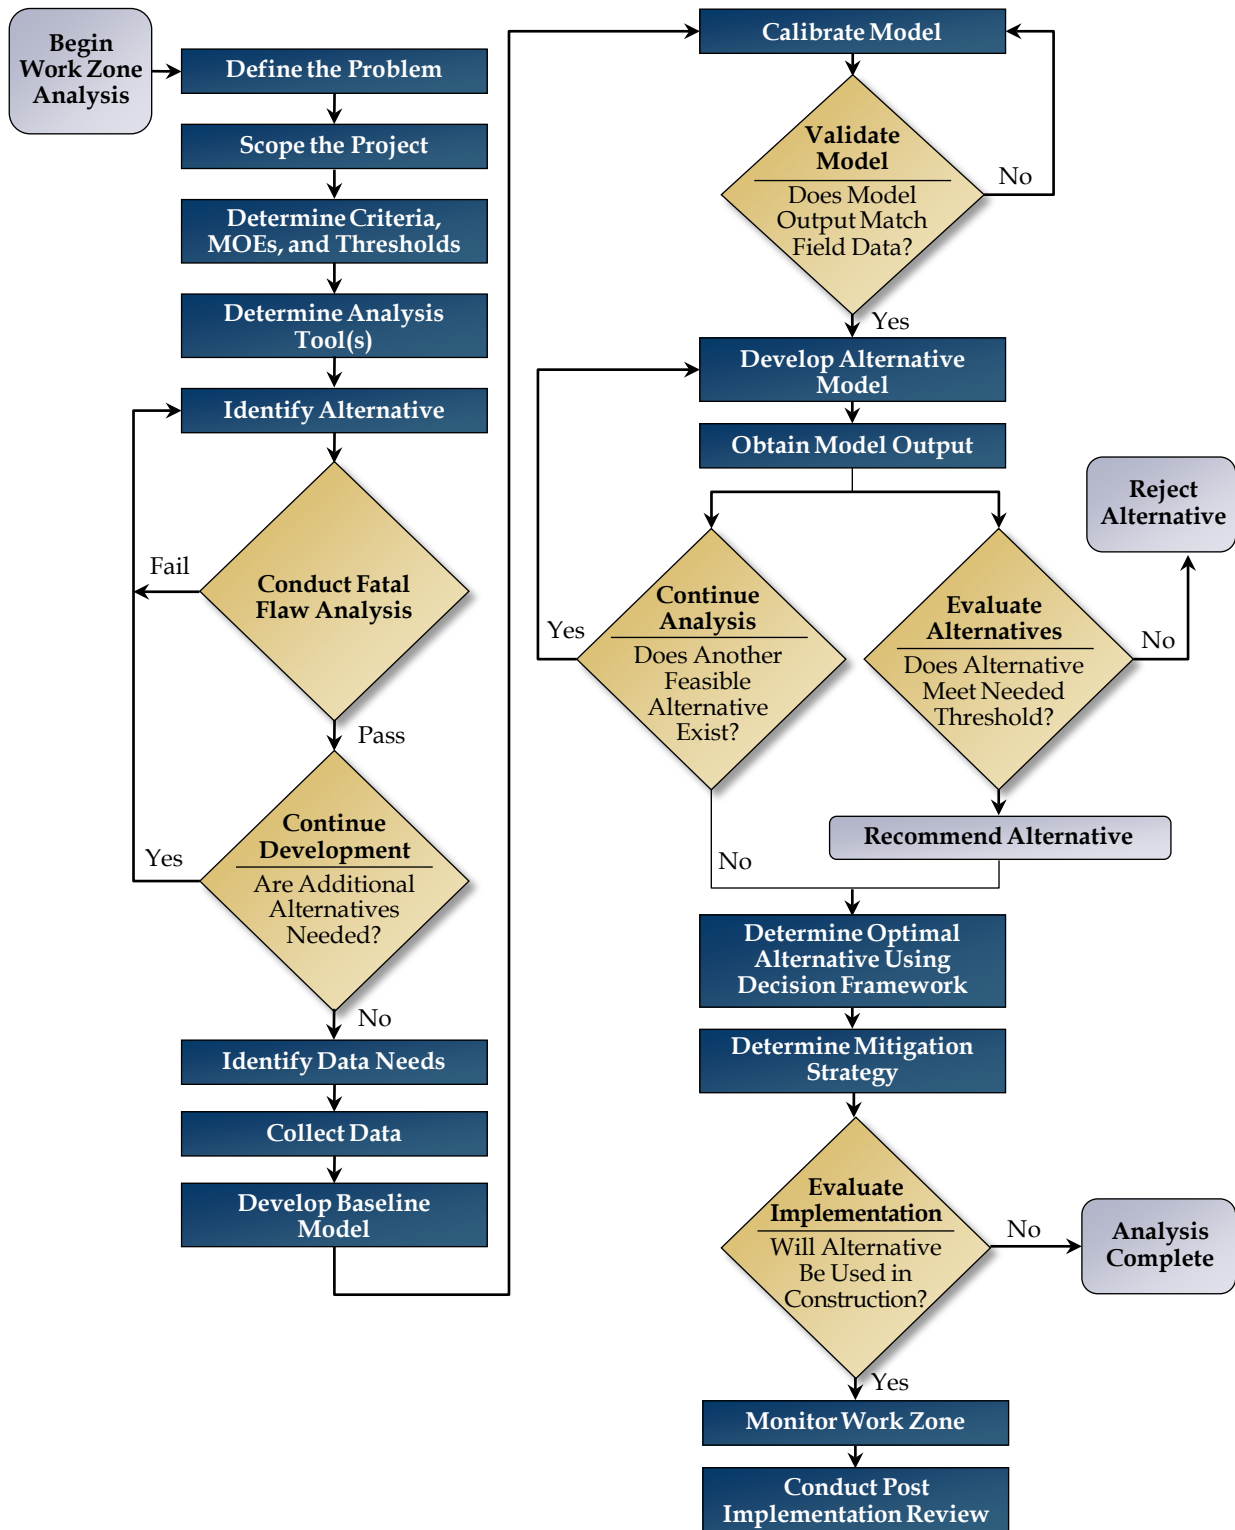 Begin
Work Zone
Analysis
Define the Problem
Scope the Project
Determine Criteria,
MOEs, and Thresholds
Determine Analysis
Tool(s)
Identify Alternative
Fail
Conduct Fatal
Flaw Analysis
Pass
Continue
Development
Are Additional
Alternatives
Needed?
Yes
No
Identify Data Needs
Collect Data
Develop Baseline
Model
Calibrate Model
Validate
Model
Does Model
Output Match
Field Data?
No
Yes
Develop Alternative
Model
Obtain Model Output
Continue
Analysis
Does Another
Feasible
Alternative
Exist?
Yes
No
Evaluate
Alternatives
Does Alternative
Meet Needed
Threshold?
No
Reject
Alternative
Recommend Alternative
Determine Optimal
Alternative Using
Decision Framework
Determine Mitigation
Strategy
Evaluate
Implementation
Will Alternative
Be Used in
Construction?
No
Analysis
Complete
Yes
Monitor Work Zone
Conduct Post
Implementation Review